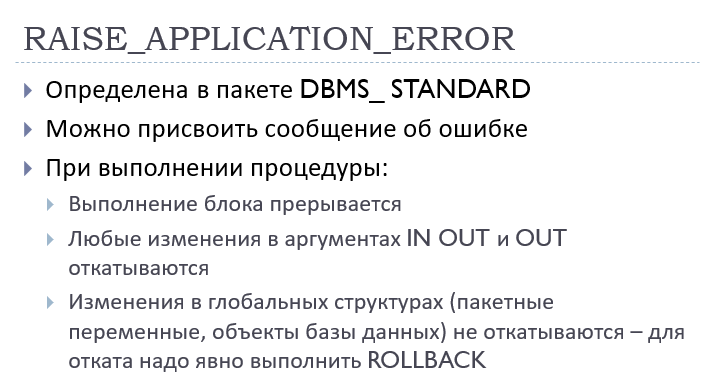 RAISE_APPLICATION_ERROR
Определена в пакете DBMS_ STANDARD
Можно присвоить сообщение об ошибке
При выполнении процедуры:
Выполнение блока прерывается
Любые изменения в аргументах IN OUT и OUT
откатываются
Изменения в глобальных структурах (пакетные
переменные, объекты базы данных) не откатываются – для
отката надо явно выполнить ROLLBACK